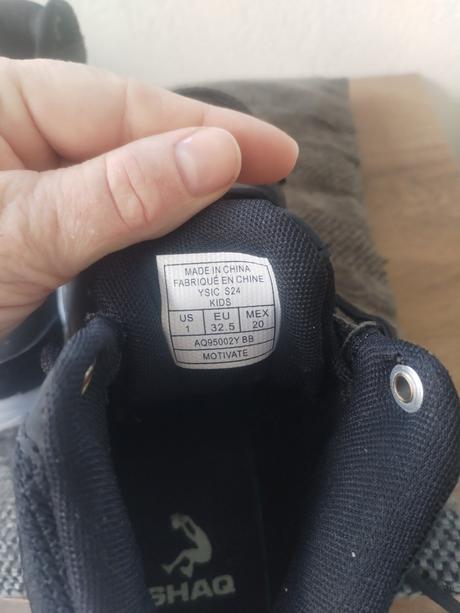 MADE IN CHINA
FABRIQUÉ EN CHINE
YSIC S24
KIDS
US EU MEX
1 32.5 20
AQ95002Y BB
MOTIVATE
SHAQ